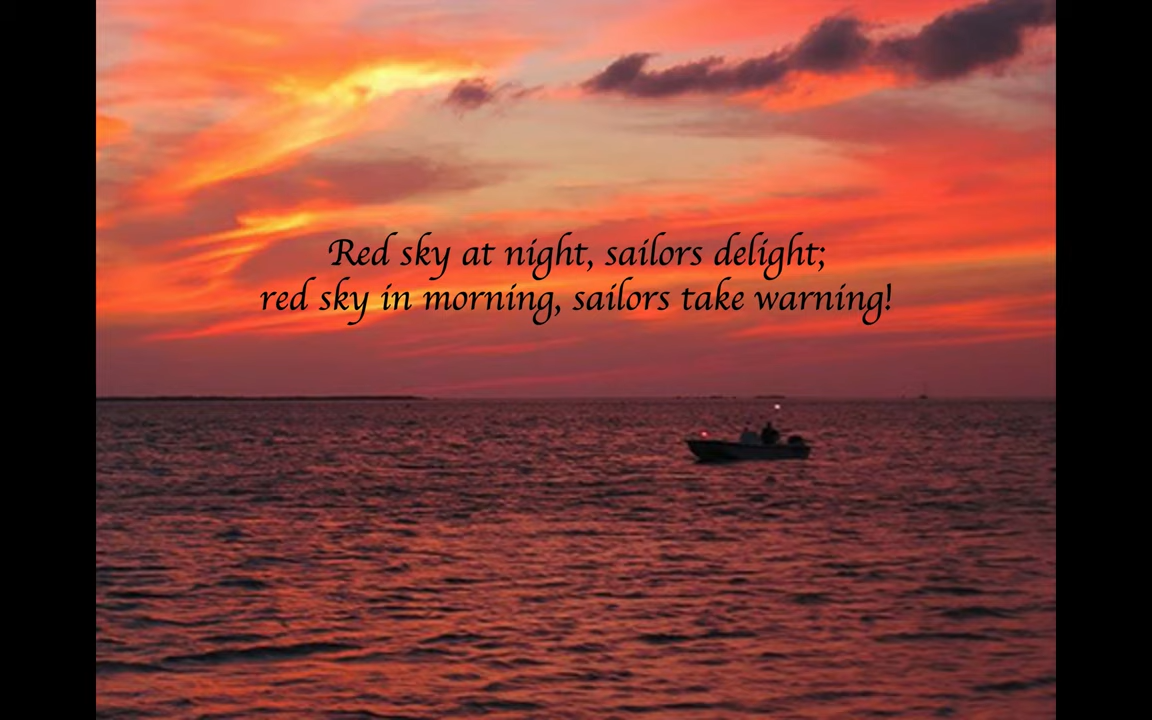 Red sky at night, sailors delight;
red sky in morning, sailors take warning!